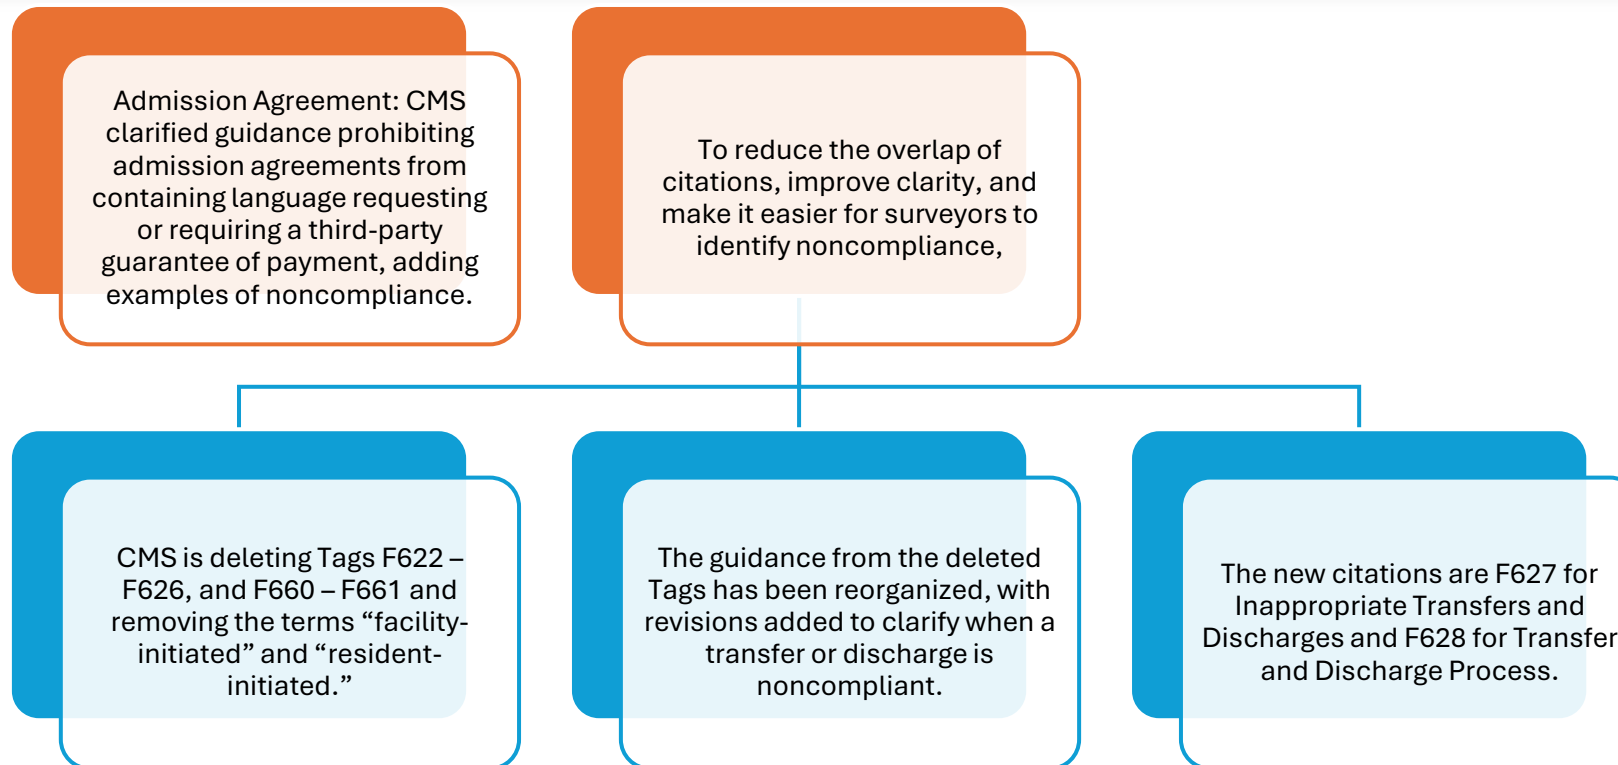 Admission Agreement: CMS
clarified guidance prohibiting
admission agreements from
containing language requesting
or requiring a third-party
guarantee of payment, adding
examples of noncompliance.
To reduce the overlap of
citations, improve clarity, and
make it easier for surveyors to
identify noncompliance,
CMS is deleting Tags F622 –
F626, and F660 – F661 and
removing the terms “facility-
initiated” and “resident-
initiated.”
The guidance from the deleted
Tags has been reorganized, with
revisions added to clarify when a
transfer or discharge is
noncompliant.
The new citations are F627 for
Inappropriate Transfers and
Discharges and F628 for Transfer
and Discharge Process.